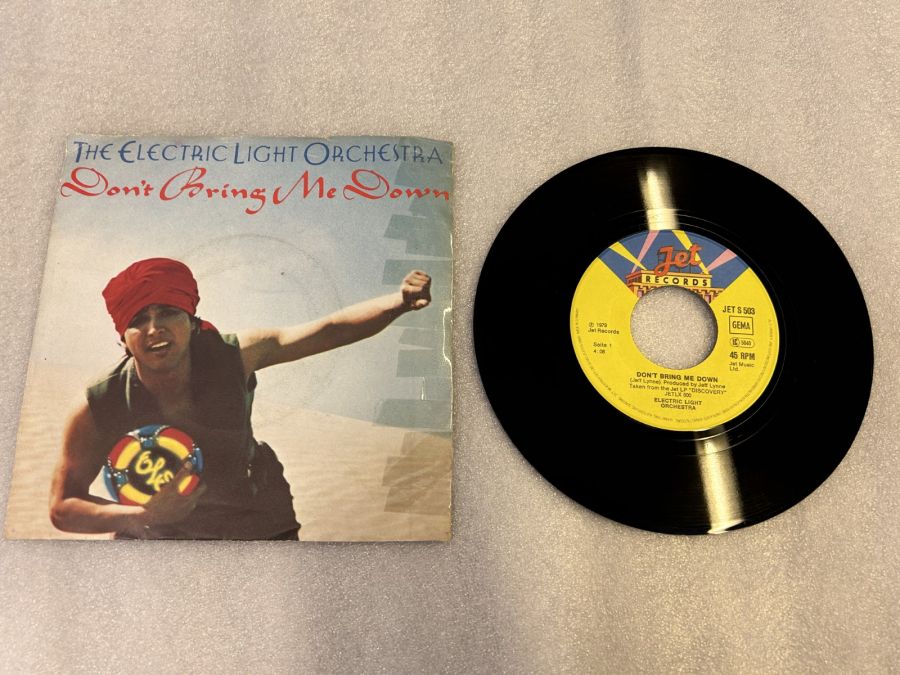 THE ELECTRIC LIGHT ORCHESTRA
Don't Bring Me Down
ELO
Jet
RECORDS
JET S 503
℗ 1979
Jet Records
GEMA
Seite 1
4:08
45 RPM
Jet Music
Ltd.
DON'T BRING ME DOWN
(Jeff Lynne) Produced by Jeff Lynne
Taken from the Jet LP "DISCOVERY"
JETLX 500
ELECTRIC LIGHT
ORCHESTRA